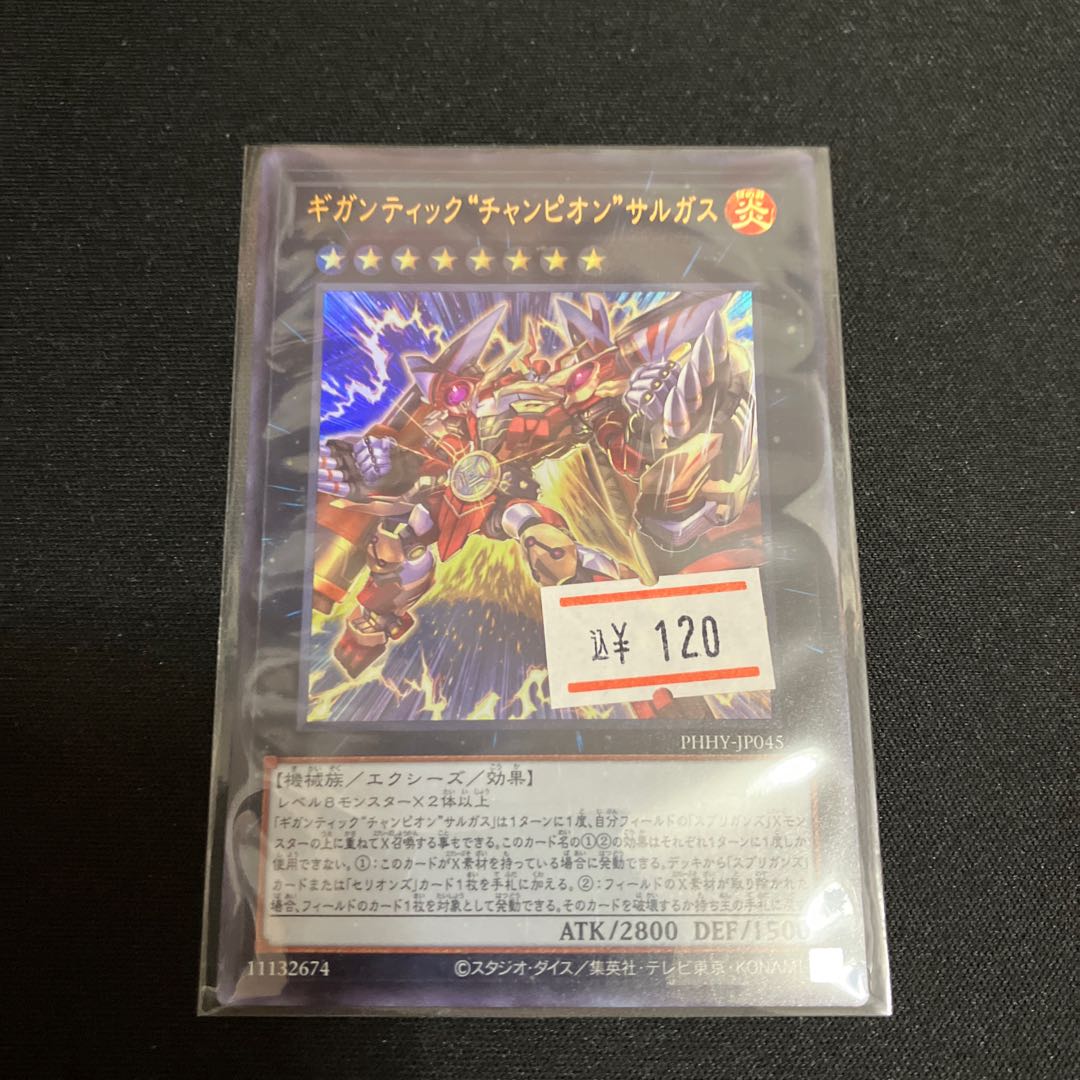 ギガンティック“チャンピオン”サルガス
炎
込¥ 120
PHHY-JP045
【機械族／エクシーズ／効果】
レベル８モンスター×２体以上
「ギガンティック“チャンピオン”サルガス」は１ターンに１度、自分フィールドの「スプリガンズ」Xモン
スターの上に重ねてX召喚する事もできる。このカード名の①②の効果はそれぞれ１ターンに１度しか
使用できない。①：このカードがX素材を持っている場合に発動できる。デッキから「スプリガンズ」
カードまたは「セリオンズ」カード１枚を手札に加える。②：フィールドのX素材が取り除かれた
場合、フィールドのカード１枚を対象として発動できる。そのカードを破壊するか持ち主の手札に戻す
ATK/2800 DEF/1500
11132674
©スタジオ・ダイス／集英社・テレビ東京・KONAMI